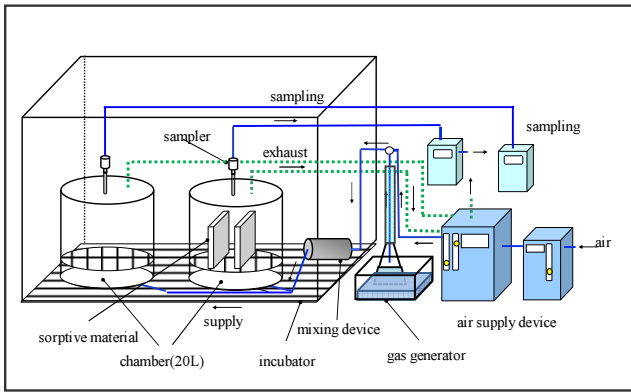 sampling
sampler
sampling
exhaust
air
supply
mixing device
air supply device
sorptive material
gas generator
chamber(20L)
incubator